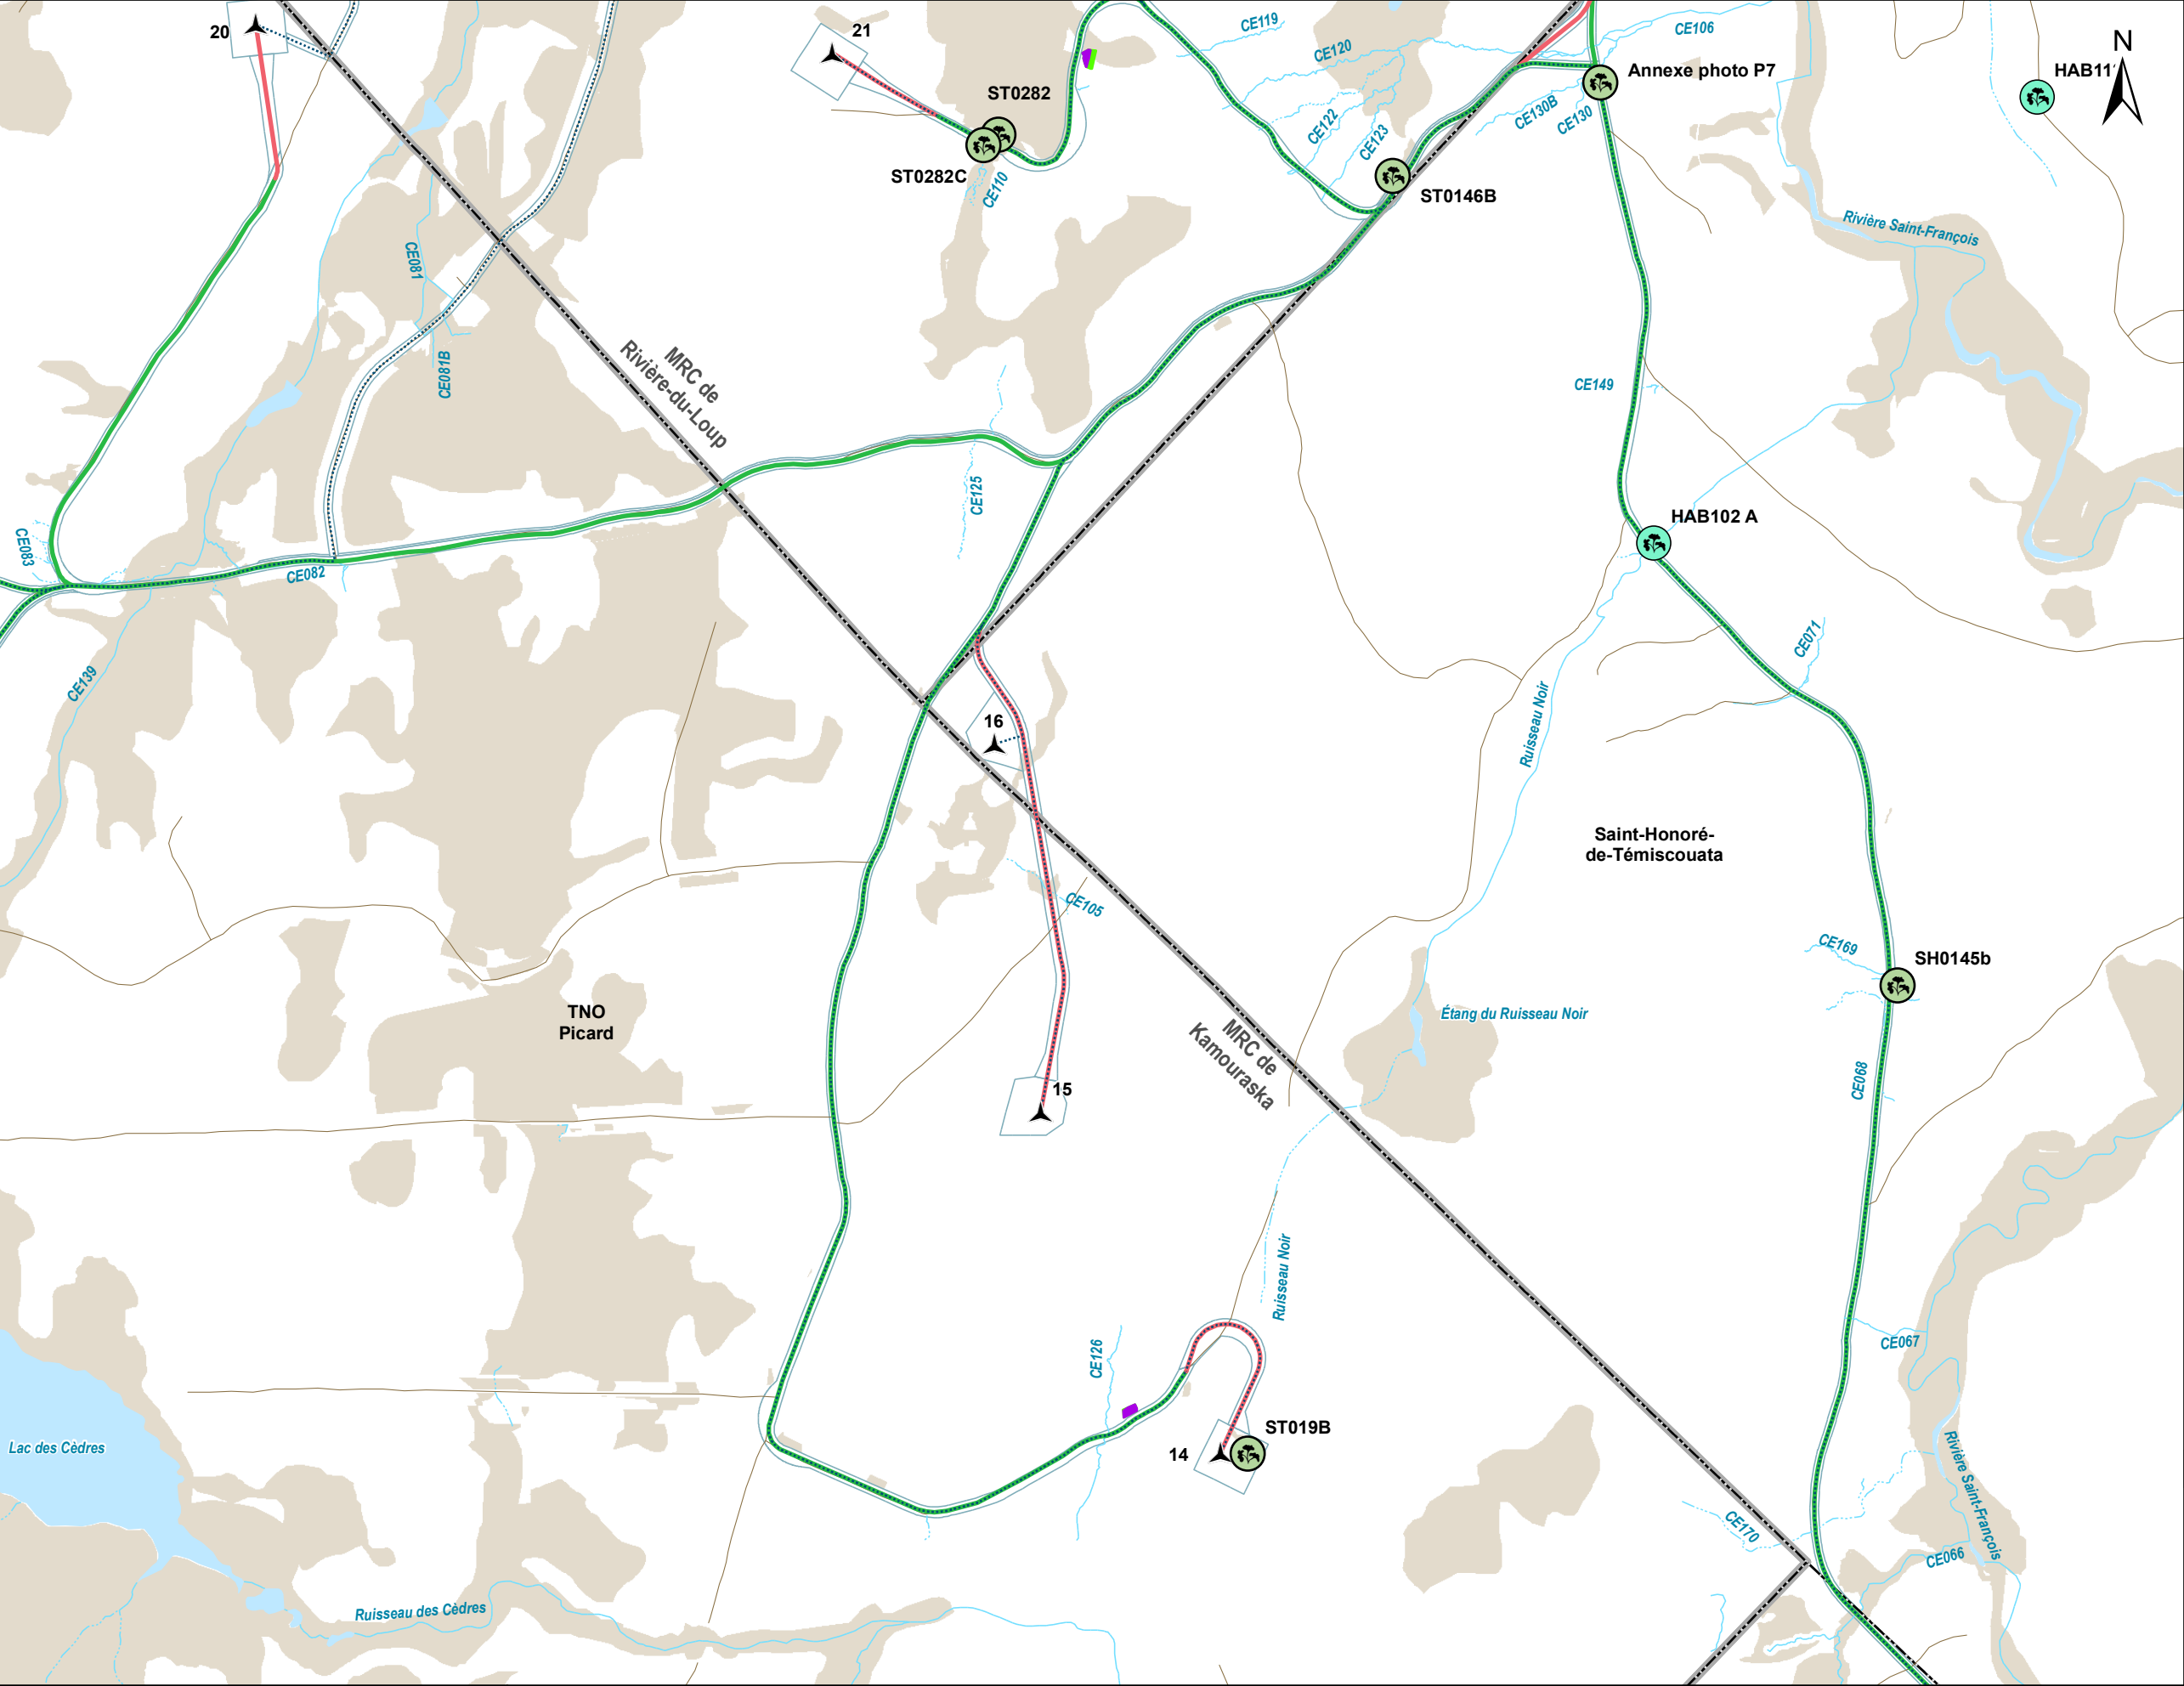 20
21
CE119
CE120
CE106
N
Annexe photo P7
HAB11
ST0282
CE130B
CE130
CE122
CE123
ST0282C
CE110
ST0146B
Rivière Saint-François
CE081
CE081B
MRC de
Rivière-du-Loup
CE149
CE125
HAB102 A
CE083
CE082
CE139
CE071
Ruisseau Noir
16
Saint-Honoré-
de-Témiscouata
CE105
CE169
SH0145b
TNO
Picard
Étang du Ruisseau Noir
MRC de
Kamouraska
CE068
15
Ruisseau Noir
CE126
CE067
ST019B
14
Lac des Cèdres
Rivière Saint-François
CE170
CE066
Ruisseau des Cèdres